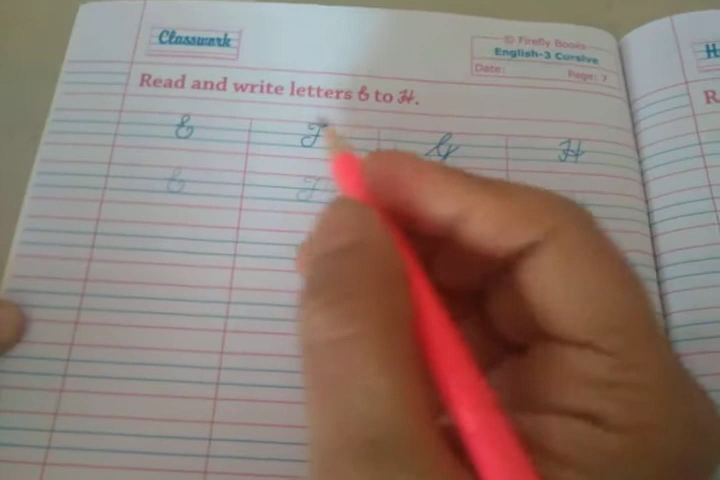 Classwork
© Firefly Books
English-3 Cursive
Date: Page: 7
Read and write letters E to H.
E F G H
E F
H
R